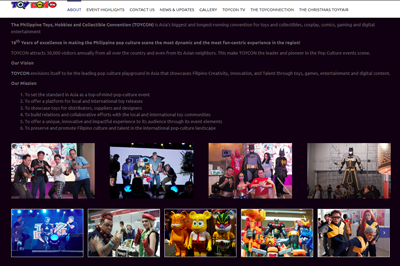 TOYCON
ABOUT
EVENT HIGHLIGHTS
CONTACT US
NEWS & UPDATES
GALLERY
TOYCON TV
THE TOPCONNECTION
THE CHRISTMAS TOYFAIR
The Philippine Toys, Hobbies and Collectible Convention (TOYCON) is Asia's biggest and longest-running convention for toys and collectibles, cosplay, comics, gaming and digital
entertainment
16th Years of excellence in making the Philippine pop culture scene the most dynamic and the most fan-centric experience in the region!
TOYCON attracts 30,000 visitors annually from all over the country and even from its Asian neighbors. This make TOYCON the leader and pioneer in the Pop Culture events scene.
Our Vision
TOYCON envisions itself to be the leading pop culture playground in Asia that showcases Filipino Creativity, Innovation, and Talent through toys, games, entertainment and digital content.
Our Mission
1. To set the standard in Asia as a top-of-mind pop-culture event
2. To offer a platform for local and international toy releases
3. To showcase toys for distributors, suppliers and designers
4. To build relations and collaborative efforts with the local and international toy communities
5. To offer a unique, innovative and impactful experience to its audience through its event elements
6. To preserve and promote Filipino culture and talent in the international pop-culture landscape